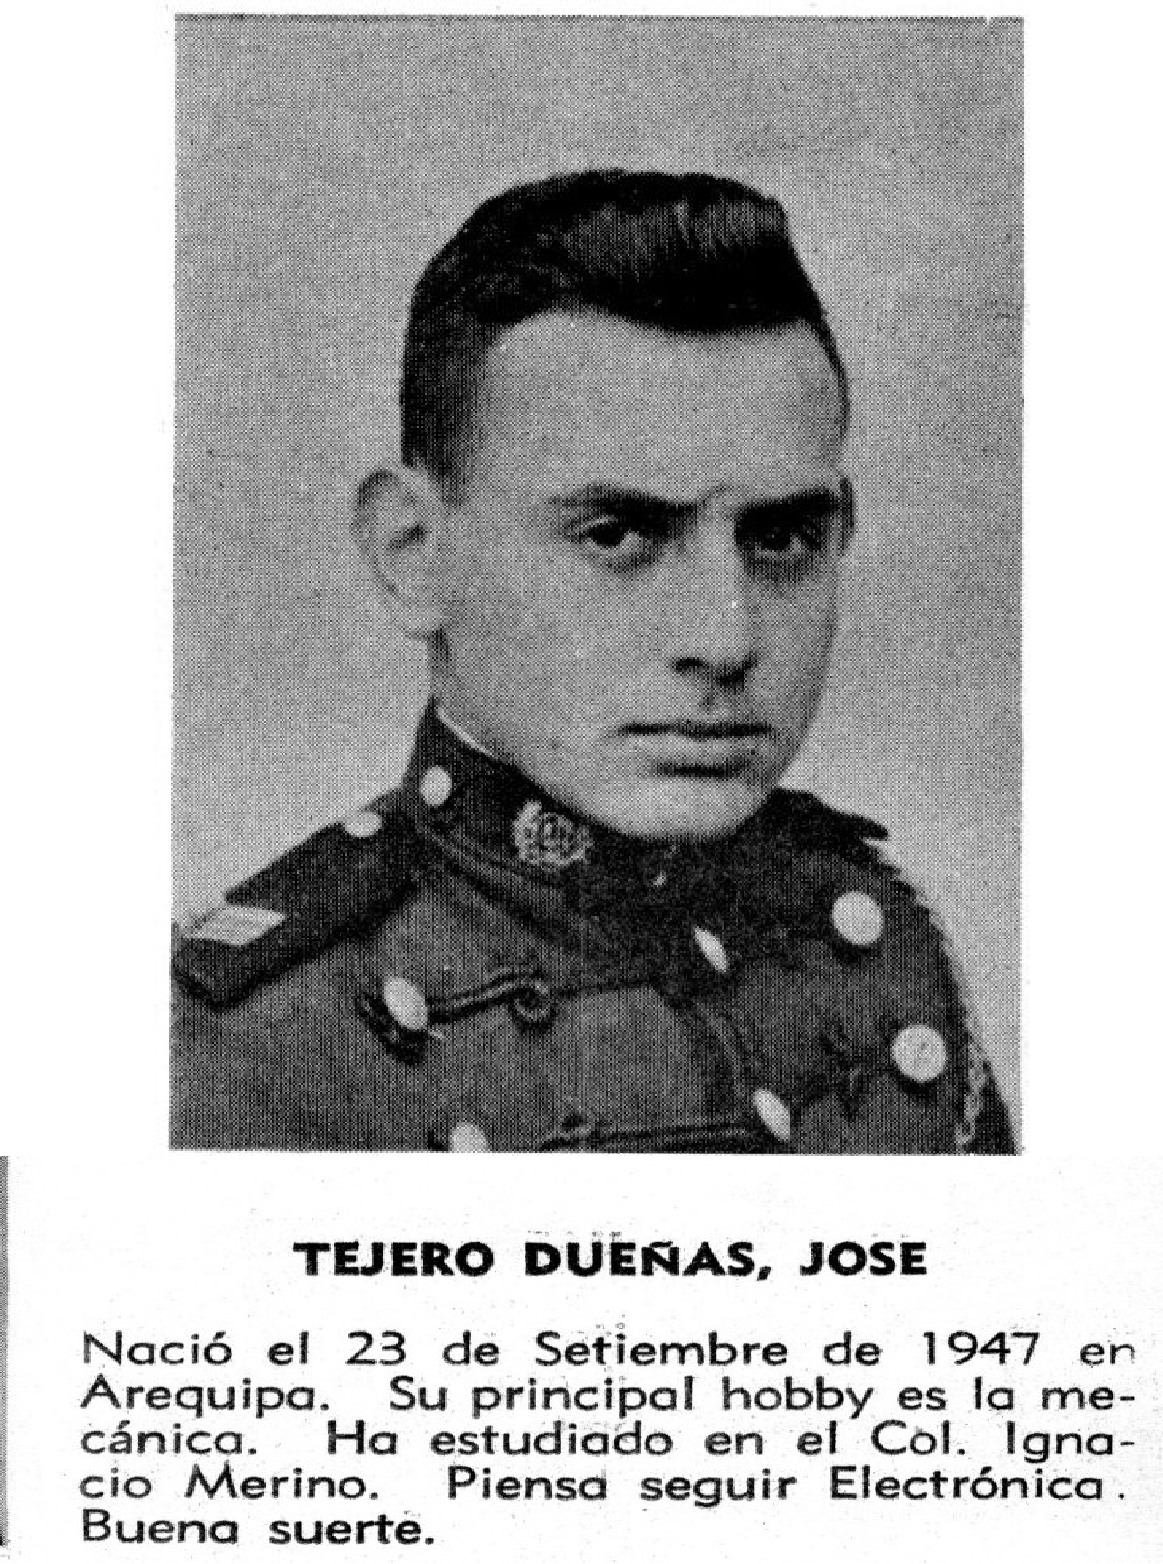 TEJERO DUEÑAS, JOSE
Nació el 23 de Setiembre de 1947 en
Arequipa. Su principal hobby es la me-
cánica. Ha estudiado en el Col. Igna-
cio Merino. Piensa seguir Electrónica.
Buena suerte.